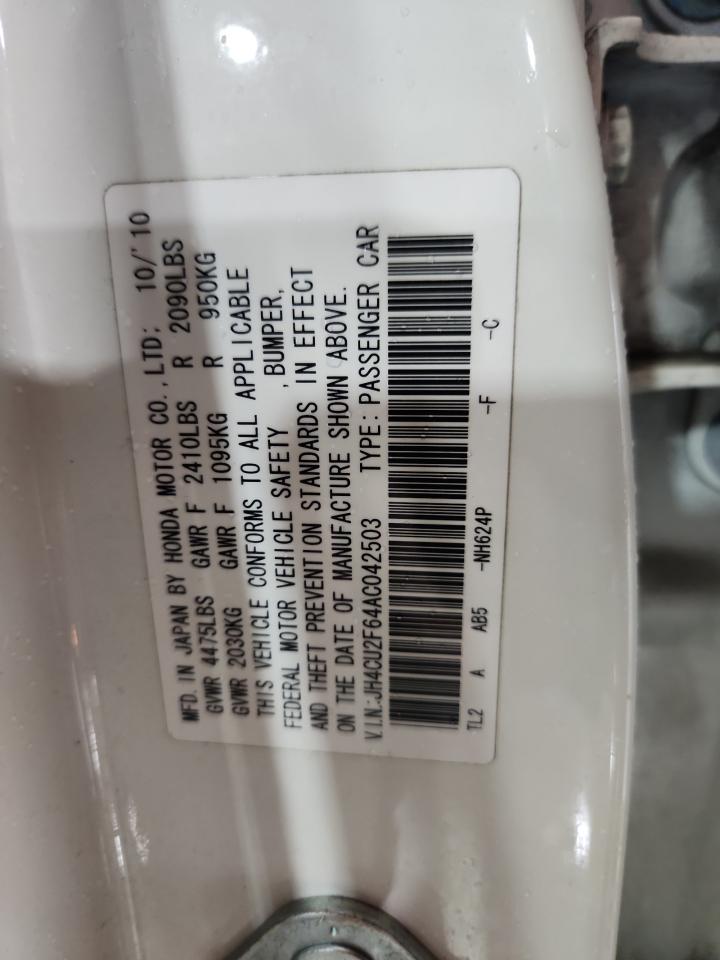 MFD. IN JAPAN BY HONDA MOTOR CO., LTD; 10/'10
GVWR 4475LBS GAWR F 2410LBS R 2090LBS
GVWR 2030KG GAWR F 1095KG R 950KG
THIS VEHICLE CONFORMS TO ALL APPLICABLE
FEDERAL MOTOR VEHICLE SAFETY , BUMPER,
AND THEFT PREVENTION STANDARDS IN EFFECT
ON THE DATE OF MANUFACTURE SHOWN ABOVE.
V.I.N:JH4CU2F64AC042503 TYPE: PASSENGER CAR
TL2 A AB5 -NH624P -F -C